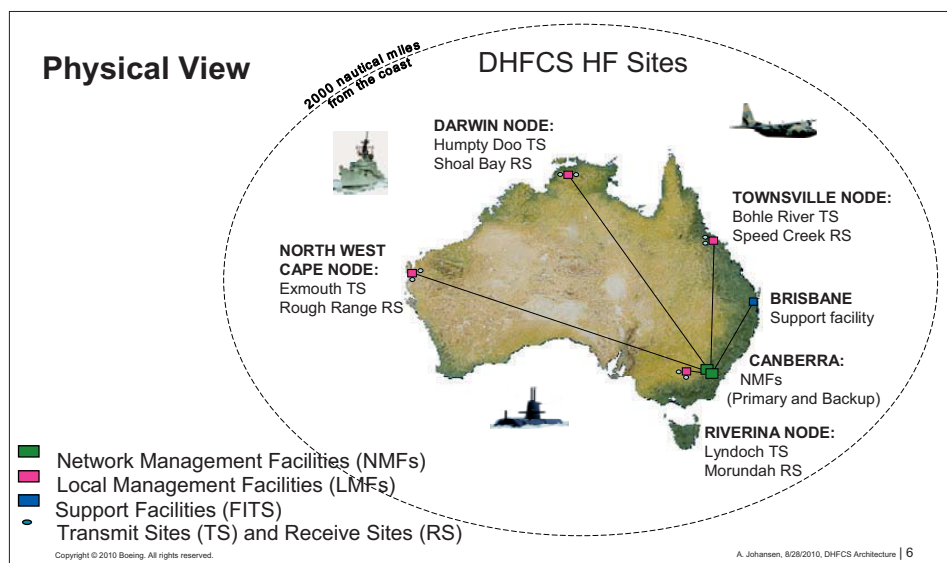 Physical View
2000 nautical miles
from the coast
DHFCS HF Sites
DARWIN NODE:
Humpty Doo TS
Shoal Bay RS
TOWNSVILLE NODE:
Bohle River TS
Speed Creek RS
NORTH WEST
CAPE NODE:
Exmouth TS
Rough Range RS
BRISBANE
Support facility
CANBERRA:
NMFs
(Primary and Backup)
RIVERINA NODE:
Lyndoch TS
Morundah RS
Network Management Facilities (NMFs)
Local Management Facilities (LMFs)
Support Facilities (FITS)
Transmit Sites (TS) and Receive Sites (RS)
Copyright © 2010 Boeing. All rights reserved.
A. Johansen, 8/28/2010, DHFCS Architecture | 6